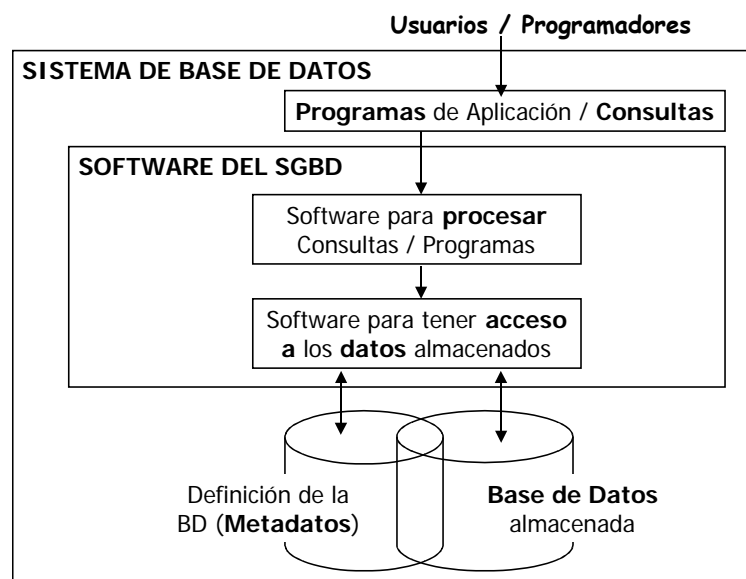 Usuarios / Programadores
SISTEMA DE BASE DE DATOS
Programas de Aplicación / Consultas
SOFTWARE DEL SGBD
Software para procesar
Consultas / Programas
Software para tener acceso
a los datos almacenados
Definición de la
BD (Metadatos)
Base de Datos
almacenada